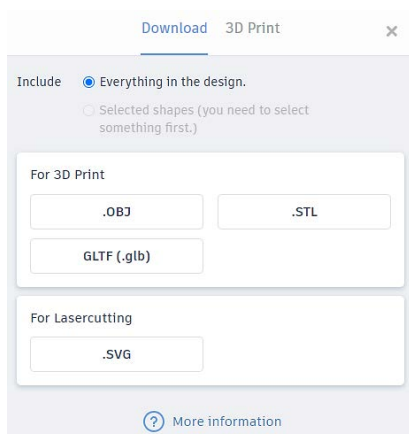 Download 3D Print ×
Include Everything in the design.
Selected shapes (you need to select
something first.)
For 3D Print
.OBJ .STL
GLTF (.glb)
For Lasercutting
.SVG
? More information